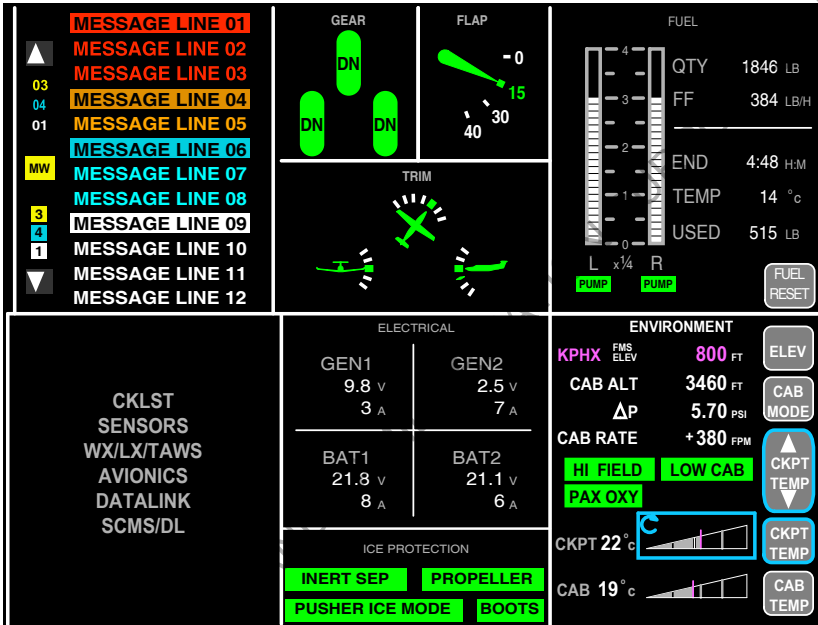 MESSAGE LINE 01
MESSAGE LINE 02
MESSAGE LINE 03
MESSAGE LINE 04
MESSAGE LINE 05
MESSAGE LINE 06
MESSAGE LINE 07
MESSAGE LINE 08
MESSAGE LINE 09
MESSAGE LINE 10
MESSAGE LINE 11
MESSAGE LINE 12
03
04
01
MW
3
4
1
GEAR
DN
DN DN
FLAP
0
15
30
40
TRIM
FUEL
4
3
2
1
0
L x¼ R
PUMP PUMP
QTY 1846 LB
FF 384 LB/H
END 4:48 H:M
TEMP 14 °c
USED 515 LB
FUEL
RESET
CKLST
SENSORS
WX/LX/TAWS
AVIONICS
DATALINK
SCMS/DL
ELECTRICAL
GEN1 GEN2
9.8 V 2.5 V
3 A 7 A
BAT1 BAT2
21.8 V 21.1 V
8 A 6 A
ICE PROTECTION
INERT SEP PROPELLER
PUSHER ICE MODE BOOTS
ENVIRONMENT
KPHX FMS ELEV 800 FT
CAB ALT 3460 FT
ΔP 5.70 PSI
CAB RATE +380 FPM
HI FIELD LOW CAB
PAX OXY
CKPT 22°c
CAB 19°c
ELEV
CAB
MODE
CKPT
TEMP
CKPT
TEMP
CAB
TEMP